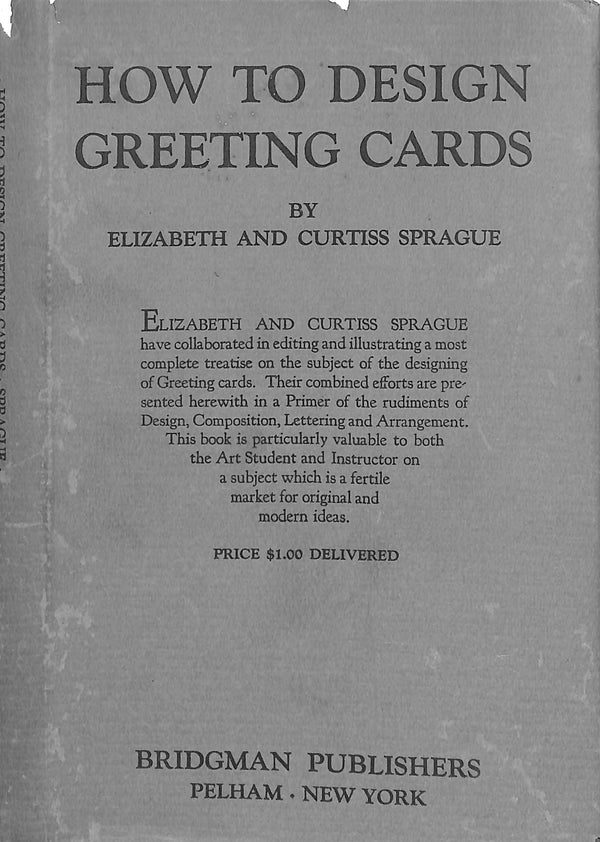 HOW TO DESIGN
GREETING CARDS
BY
ELIZABETH AND CURTISS SPRAGUE
ELIZABETH AND CURTISS SPRAGUE
have collaborated in editing and illustrating a most
complete treatise on the subject of the designing
of Greeting cards. Their combined efforts are pre-
sented herewith in a Primer of the rudiments of
Design, Composition, Lettering and Arrangement.
This book is particularly valuable to both
the Art Student and Instructor on
a subject which is a fertile
market for original and
modern ideas.
PRICE $1.00 DELIVERED
BRIDGMAN PUBLISHERS
PELHAM · NEW YORK
HOW TO DESIGN GREETING CARDS · SPRAGUE ·